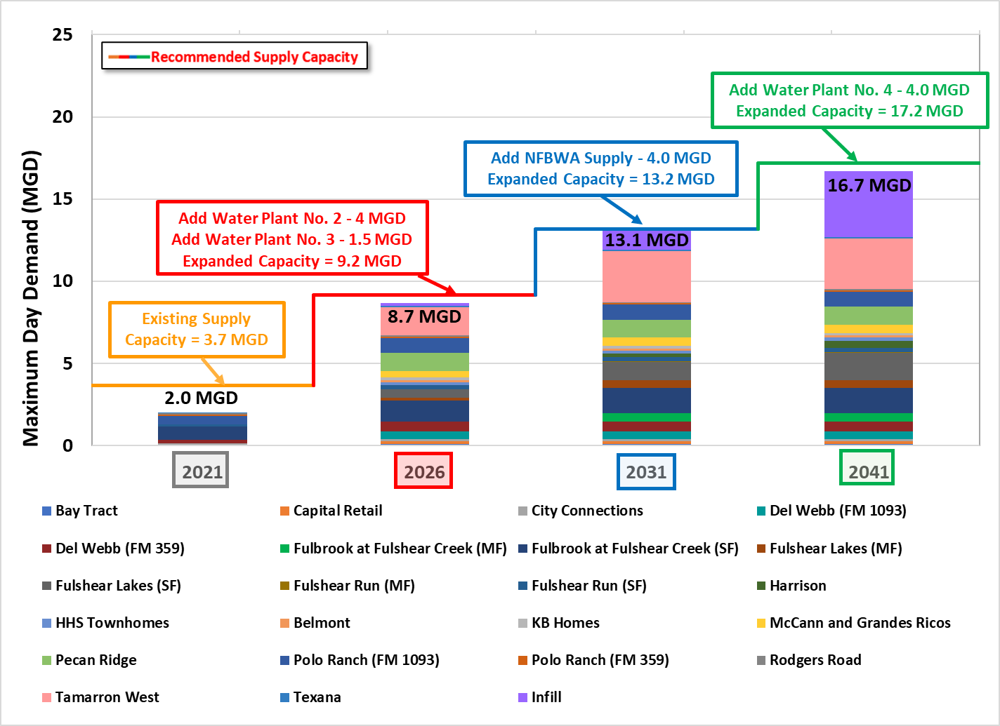 Recommended Supply Capacity
Maximum Day Demand (MGD)
25
20
15
10
5
0
Add Water Plant No. 4 - 4.0 MGD
Expanded Capacity = 17.2 MGD
Add NFBWA Supply - 4.0 MGD
Expanded Capacity = 13.2 MGD
Add Water Plant No. 2 - 4 MGD
Add Water Plant No. 3 - 1.5 MGD
Expanded Capacity = 9.2 MGD
Existing Supply
Capacity = 3.7 MGD
2.0 MGD
8.7 MGD
13.1 MGD
16.7 MGD
2021
2026
2031
2041
Bay Tract
Capital Retail
City Connections
Del Webb (FM 1093)
Del Webb (FM 359)
Fulbrook at Fulshear Creek (MF)
Fulbrook at Fulshear Creek (SF)
Fulshear Lakes (MF)
Fulshear Lakes (SF)
Fulshear Run (MF)
Fulshear Run (SF)
Harrison
HHS Townhomes
Belmont
KB Homes
McCann and Grandes Ricos
Pecan Ridge
Polo Ranch (FM 1093)
Polo Ranch (FM 359)
Rodgers Road
Tamarron West
Texana
Infill